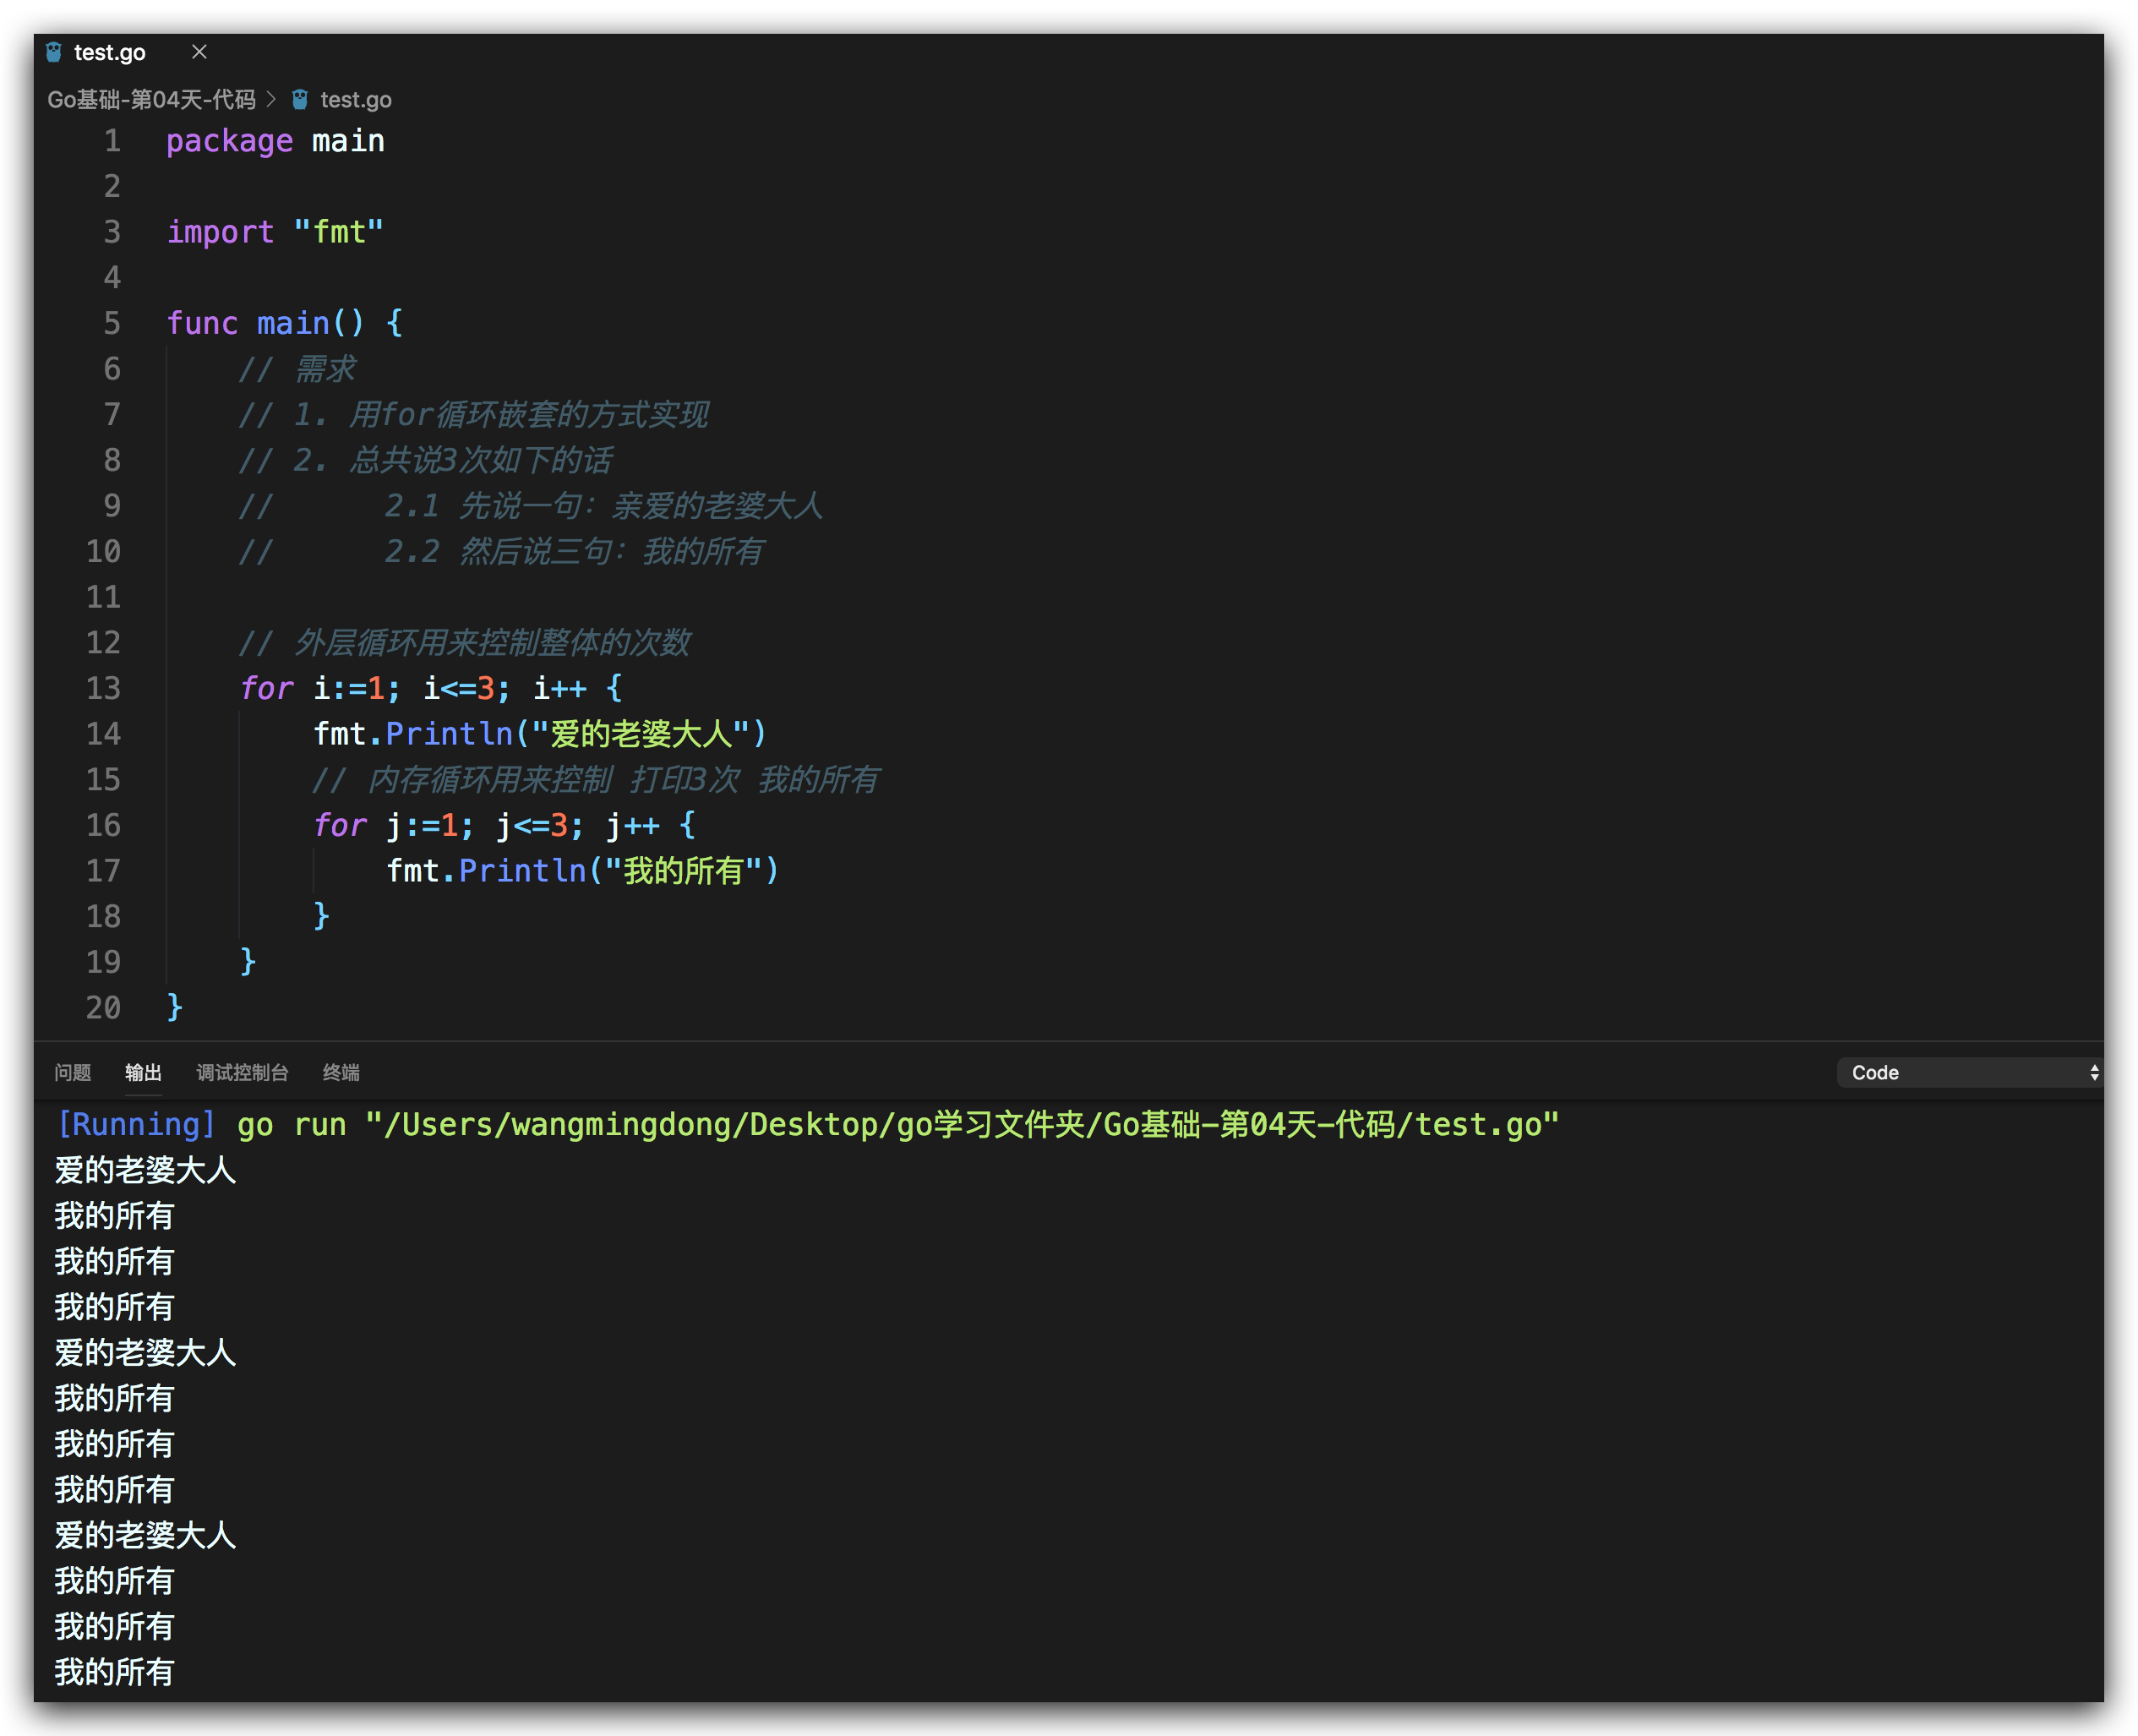 test.go
Go基础-第04天-代码 > test.go
1 package main
2
3 import "fmt"
4
5 func main() {
6 // 需求
7 // 1. 用for循环嵌套的方式实现
8 // 2. 总共说3次如下的话
9 // 2.1 先说一句：亲爱的老婆大人
10 // 2.2 然后说三句：我的所有
11
12 // 外层循环用来控制整体的次数
13 for i:=1; i<=3; i++ {
14 fmt.Println("爱的老婆大人")
15 // 内存循环用来控制 打印3次 我的所有
16 for j:=1; j<=3; j++ {
17 fmt.Println("我的所有")
18 }
19 }
20 }
问题 输出 调试控制台 终端 Code
[Running] go run "/Users/wangmingdong/Desktop/go学习文件夹/Go基础-第04天-代码/test.go"
爱的老婆大人
我的所有
我的所有
我的所有
爱的老婆大人
我的所有
我的所有
我的所有
爱的老婆大人
我的所有
我的所有
我的所有